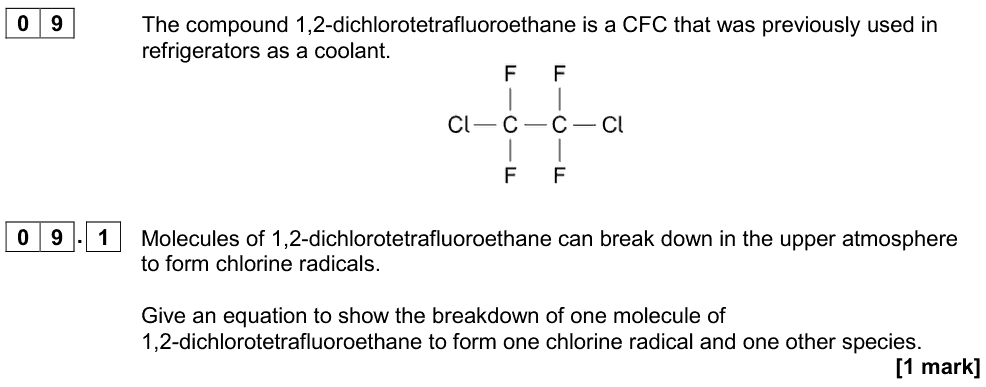 0 9 The compound 1,2-dichlorotetrafluoroethane is a CFC that was previously used in
refrigerators as a coolant.
F F
Cl — C — C — Cl
F F
0 9 . 1 Molecules of 1,2-dichlorotetrafluoroethane can break down in the upper atmosphere
to form chlorine radicals.
Give an equation to show the breakdown of one molecule of
1,2-dichlorotetrafluoroethane to form one chlorine radical and one other species.
[1 mark]